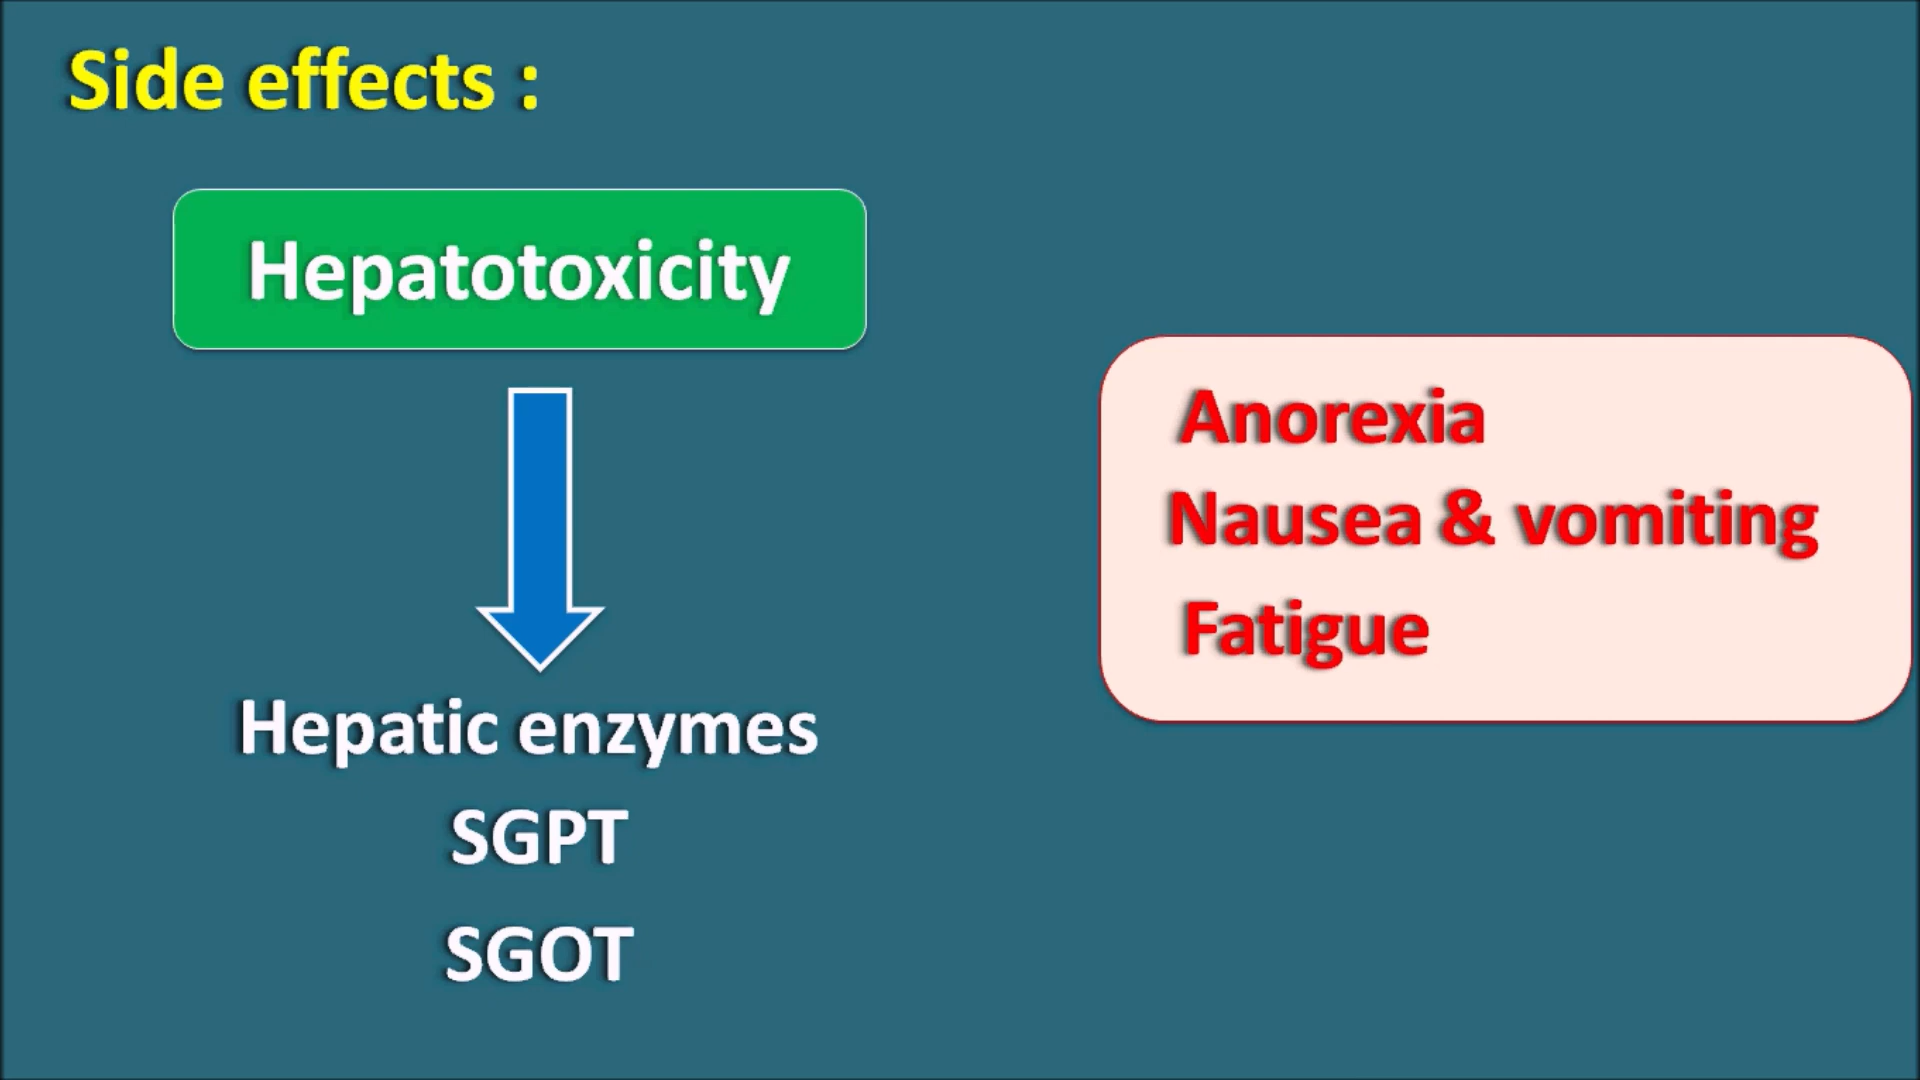 Side effects :
Hepatotoxicity
Hepatic enzymes
SGPT
SGOT
Anorexia
Nausea & vomiting
Fatigue